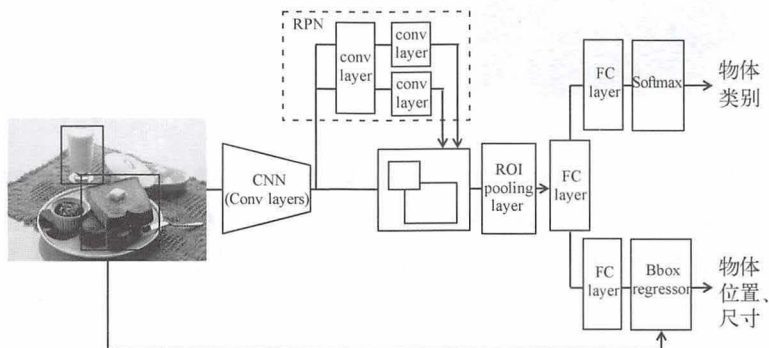 RPN
conv
layer
conv
layer
conv
layer
CNN
(Conv layers)
ROI
pooling
layer
FC
layer
FC
layer
Softmax
物体
类别
FC
layer
Bbox
regressor
物体
位置、
尺寸